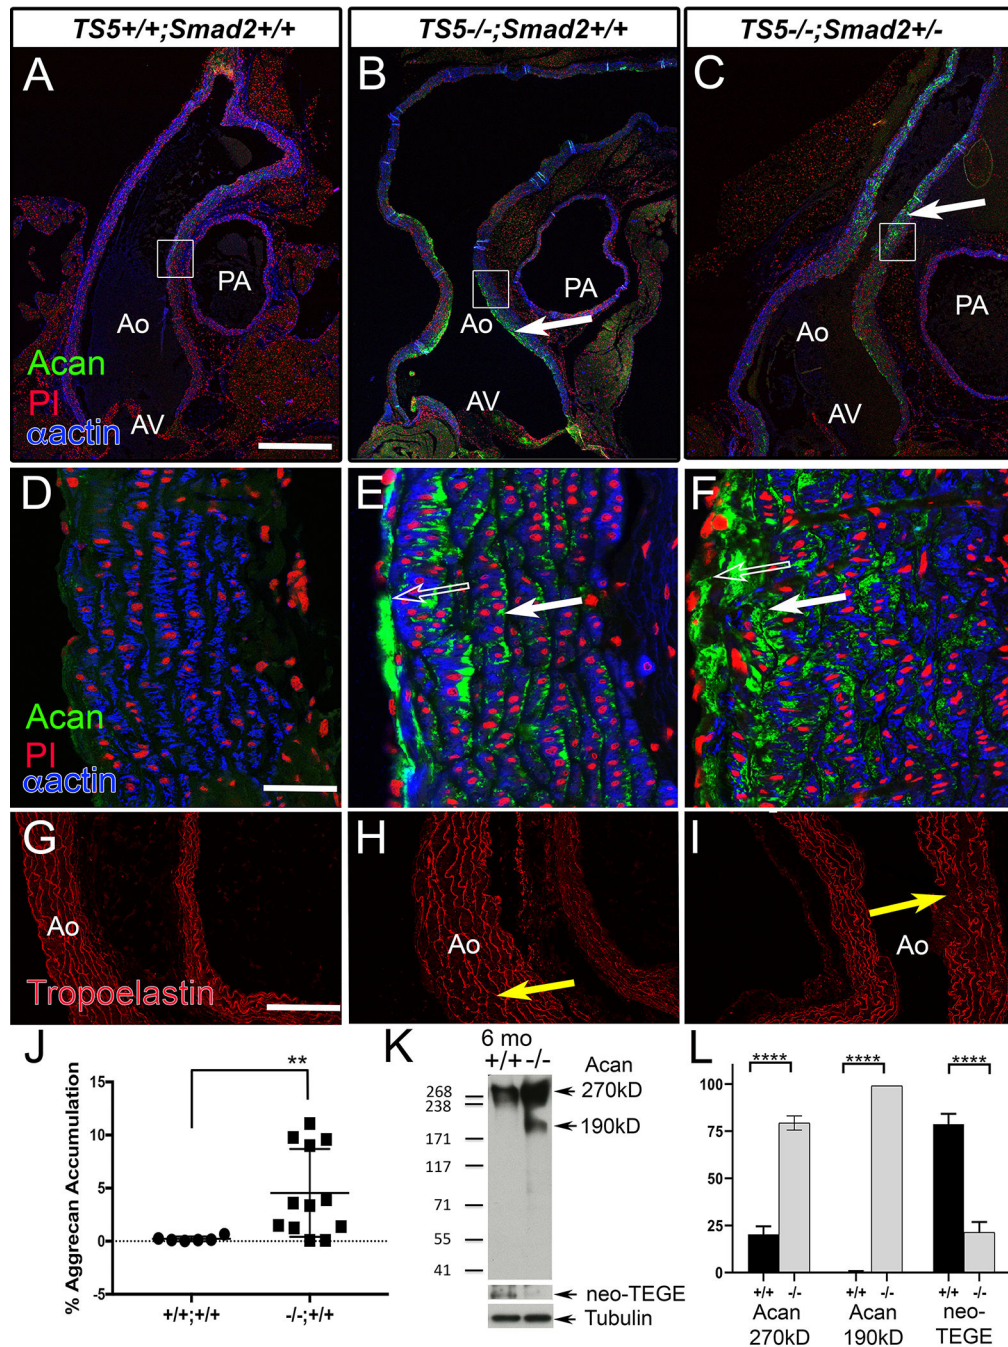 TS5+/+;Smad2+/+
TS5-/-;Smad2+/+
TS5-/-;Smad2+/-
A
PA
Ao
Acan
PI
αactin
AV
B
PA
Ao
AV
C
PA
Ao
AV
D
Acan
PI
αactin
E
F
G
Ao
Tropoelastin
H
Ao
I
Ao
J
**
% Aggrecan Accumulation
15
10
5
0
-5
+/+;+/+
-/-;+/+
K
6 mo
+/+ -/- Acan
268 270kD
238
190kD
171
117
71
55
41
neo-TEGE
Tubulin
L
**** **** ****
100
75
50
25
0
+/+ -/- +/+ -/- +/+ -/-
Acan Acan neo-
270kD 190kD TEGE